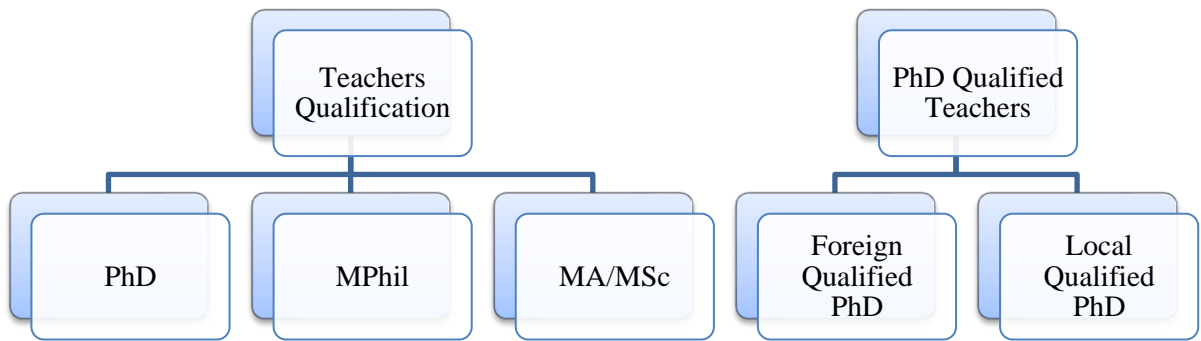 Teachers
Qualification
PhD Qualified
Teachers
PhD
MPhil
MA/MSc
Foreign
Qualified
PhD
Local
Qualified
PhD